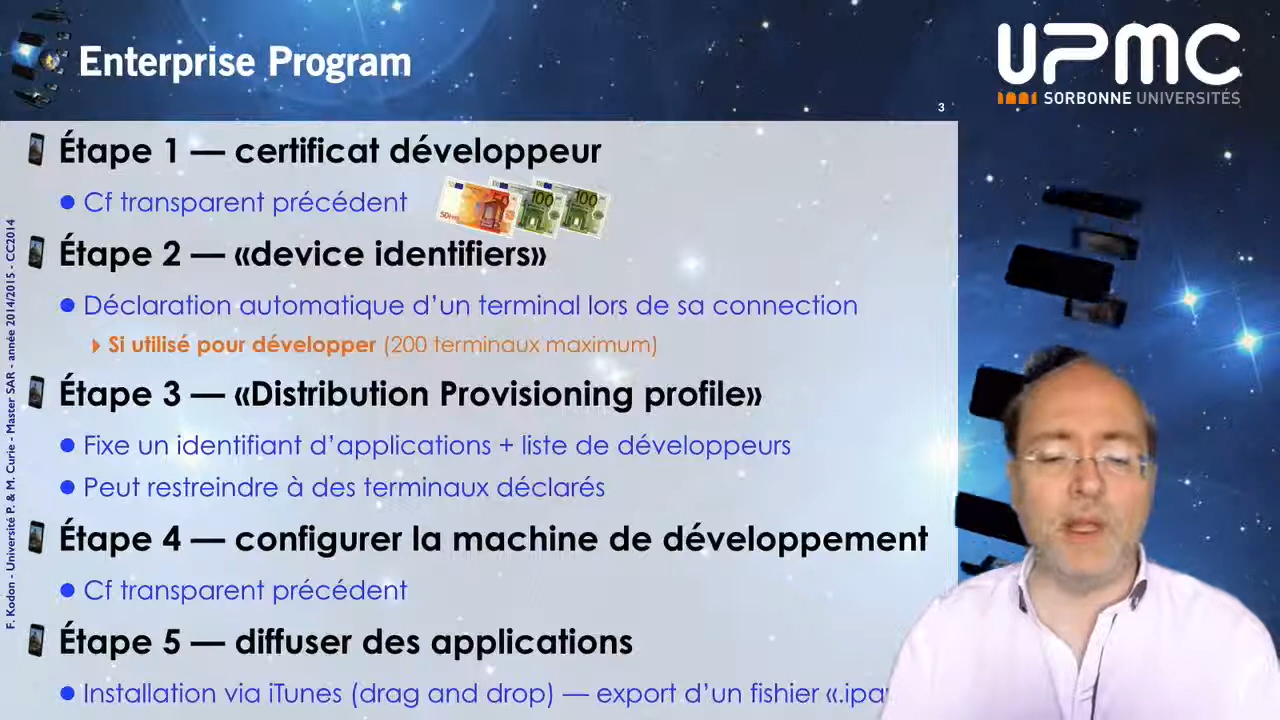 Enterprise Program
UPMC
SORBONNE UNIVERSITÉS
3
Étape 1 — certificat développeur
Cf transparent précédent
Étape 2 — «device identifiers»
Déclaration automatique d’un terminal lors de sa connection
Si utilisé pour développer (200 terminaux maximum)
Étape 3 — «Distribution Provisioning profile»
Fixe un identifiant d’applications + liste de développeurs
Peut restreindre à des terminaux déclarés
Étape 4 — configurer la machine de développement
Cf transparent précédent
Étape 5 — diffuser des applications
Installation via iTunes (drag and drop) — export d’un fishier «.ipa
F. Kodon - Université P. & M. Curie - Master SAR - année 2014/2015 - CC2014